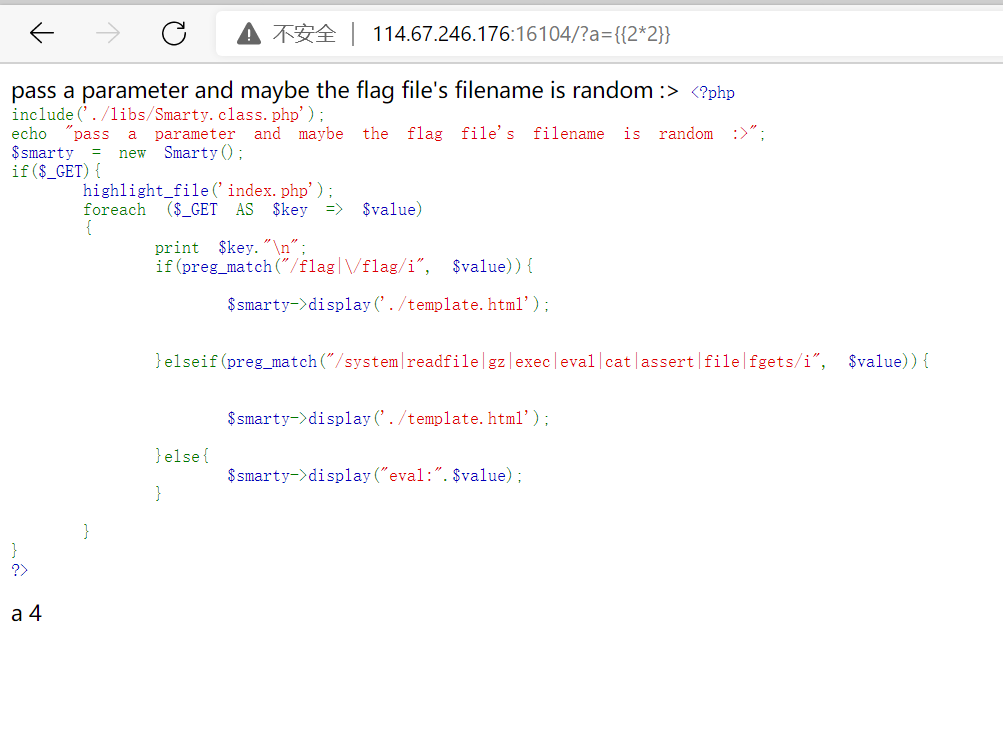 不安全 | 114.67.246.176:16104/?a={{2*2}}
pass a parameter and maybe the flag file's filename is random :> <?php
include('./libs/Smarty.class.php');
echo "pass a parameter and maybe the flag file's filename is random :>";
$smarty = new Smarty();
if($_GET){
highlight_file('index.php');
foreach ($_GET AS $key => $value)
{
print $key."\n";
if(preg_match("/flag|\/flag/i", $value)){
$smarty->display('./template.html');
}elseif(preg_match("/system|readfile|gz|exec|eval|cat|assert|file|fgets/i", $value)){
$smarty->display('./template.html');
}else{
$smarty->display("eval:".$value);
}
}
}
?>
a 4